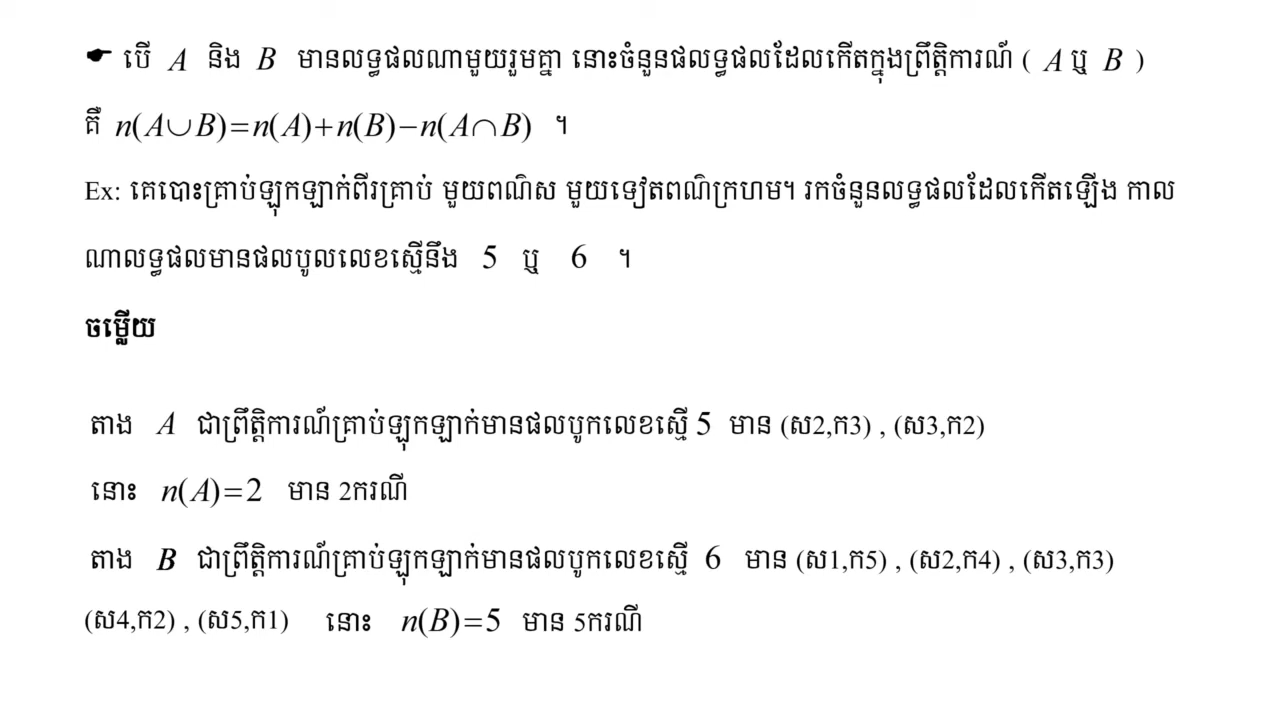 ☛ បើ A និង B មានលទ្ធផលណាមួយរួមគ្នា នោះចំនួនផលទ្ធផលដែលកើតក្នុងព្រឹត្តិការណ៍ ( A ឬ B )
គឺ n(A∪B)=n(A)+n(B)−n(A∩B) ។
Ex: គេបោះគ្រាប់ឡុកឡាក់ពីរគ្រាប់ មួយពណ៌ស មួយទៀតពណ៌ក្រហម។ រកចំនួនលទ្ធផលដែលកើតឡើង កាល
ណាលទ្ធផលមានផលបូលលេខស្មើនឹង 5 ឬ 6 ។
ចម្លើយ
តាង A ជាព្រឹត្តិការណ៍គ្រាប់ឡុកឡាក់មានផលបូកលេខស្មើ 5 មាន (ស2,ក3) , (ស3,ក2)
នោះ n(A)=2 មាន 2ករណី
តាង B ជាព្រឹត្តិការណ៍គ្រាប់ឡុកឡាក់មានផលបូកលេខស្មើ 6 មាន (ស1,ក5) , (ស2,ក4) , (ស3,ក3)
(ស4,ក2) , (ស5,ក1) នោះ n(B)=5 មាន 5ករណី